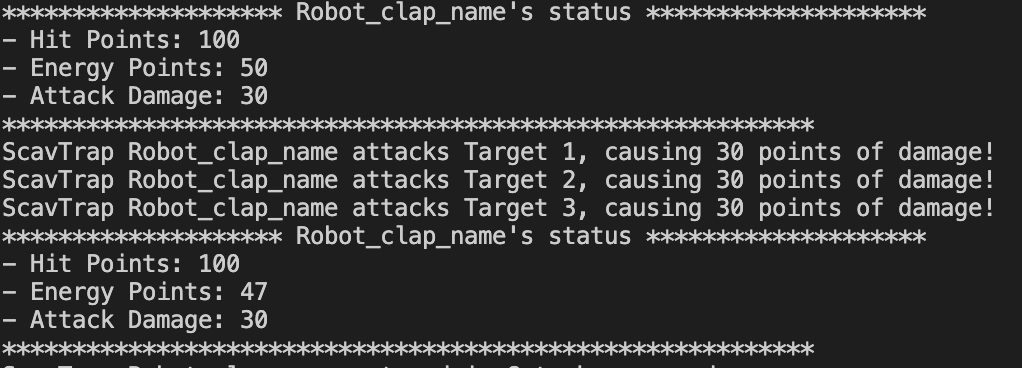 ******************** Robot_clap_name's status ********************
- Hit Points: 100
- Energy Points: 50
- Attack Damage: 30
**********************************************************
ScavTrap Robot_clap_name attacks Target 1, causing 30 points of damage!
ScavTrap Robot_clap_name attacks Target 2, causing 30 points of damage!
ScavTrap Robot_clap_name attacks Target 3, causing 30 points of damage!
******************** Robot_clap_name's status ********************
- Hit Points: 100
- Energy Points: 47
- Attack Damage: 30
**********************************************************